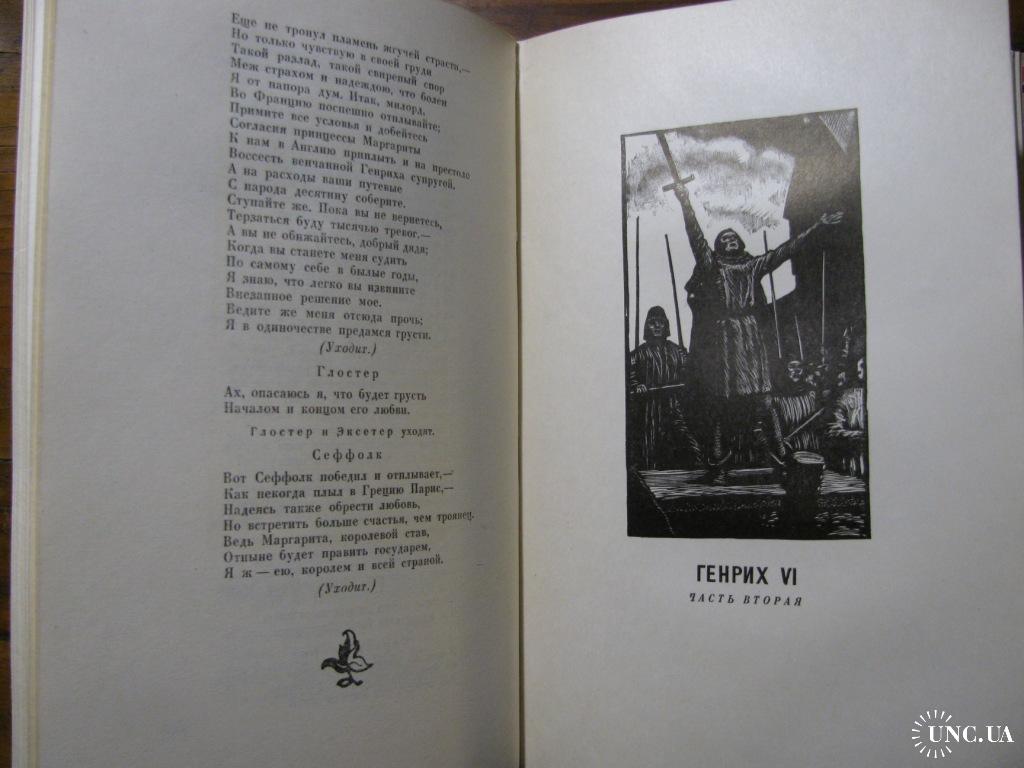 Еще не тронул пламень жгучей страсти,—
Но только чувствую в своей груди
Такой разлад, такой свирепый спор
Меж страхом и надеждою, что болен
Я от напора дум. Итак, милорд,
Во Францию поспешно отплывайте;
Примите все условья и добейтесь
Согласия принцессы Маргариты
К нам в Англию приплыть и на престоле
Воссесть венчанной Генриха супругой.
А на расходы ваши путевые
С народа десятину соберите.
Ступайте же. Пока вы не вернетесь,
Терзаться буду тысячью тревог.—
А вы не обижайтесь, добрый дядя;
Когда вы станете меня судить
По самому себе в былые годы,
Я знаю, что легко вы извините
Внезапное решение мое.
Ведите же меня отсюда прочь;
Я в одиночестве предамся грусти.
(Уходит.)
Глостер
Ах, опасаюсь я, что будет грусть
Началом и концом его любви.
Глостер и Эксетер уходят.
Сеффолк
Вот Сеффолк победил и отплывает,—
Как некогда плыл в Грецию Парис,—
Надеясь также обрести любовь,
Но встретить больше счастья, чем троянец.
Ведь Маргарита, королевой став,
Отныне будет править государем,
Я ж — ею, королем и всей страной.
(Уходит.)
ГЕНРИХ VI
ЧАСТЬ ВТОРАЯ
UNC.UA